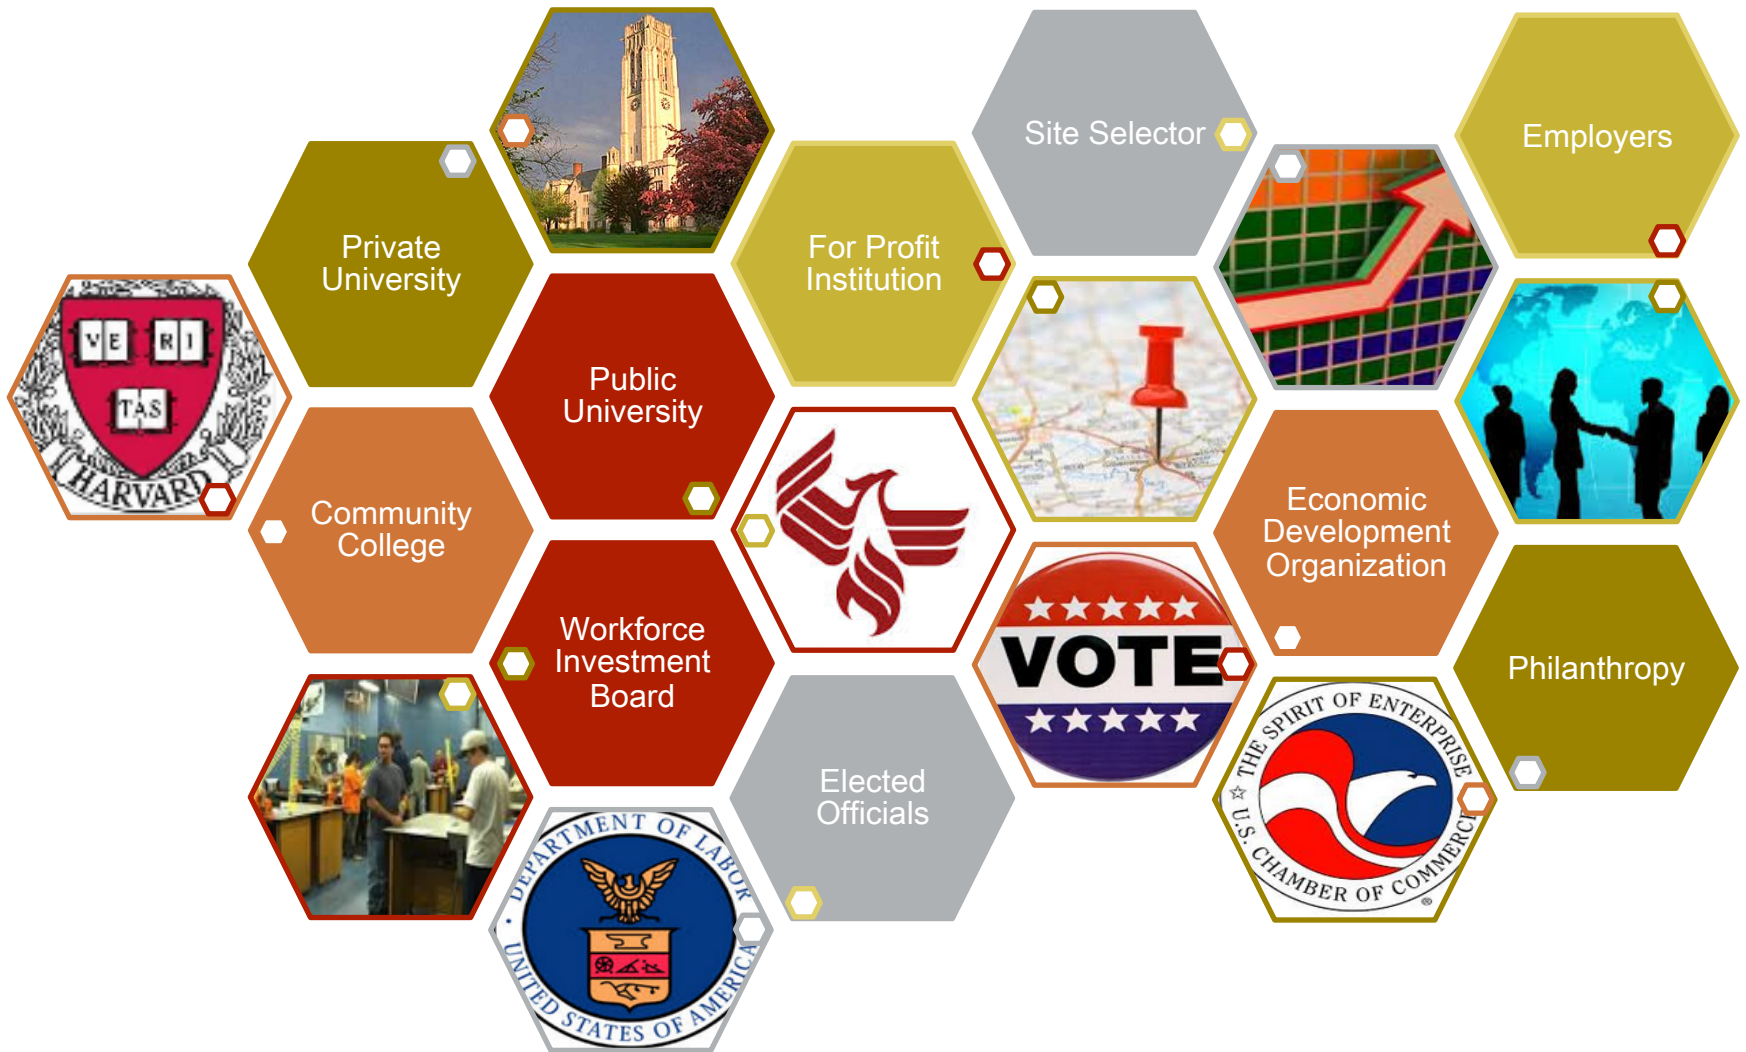 Site Selector
Employers
Private
University
For Profit
Institution
VE RI
TAS
HARVARD
Public
University
Community
College
Economic
Development
Organization
Workforce
Investment
Board
VOTE
Philanthropy
Elected
Officials
THE SPIRIT OF ENTERPRISE
☆ U.S. CHAMBER OF COMMERCE
®
DEPARTMENT OF LABOR
UNITED STATES OF AMERICA